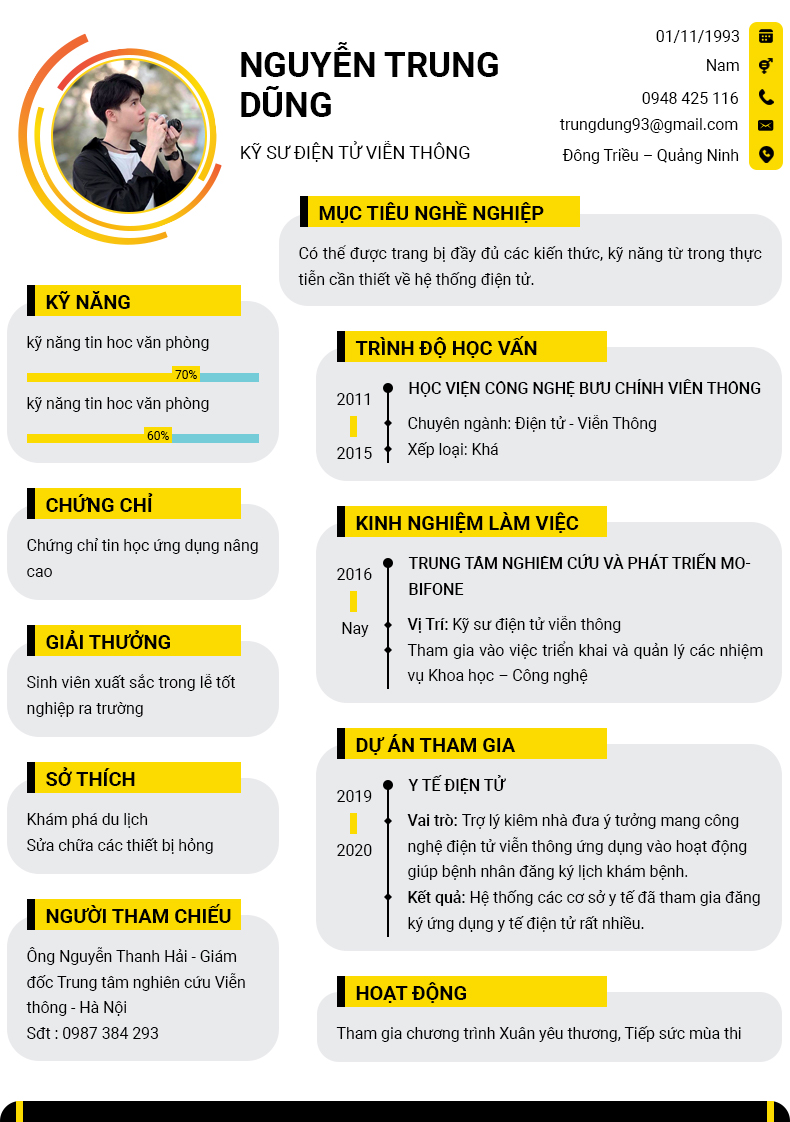 NGUYỄN TRUNG
DŨNG
KỸ SƯ ĐIỆN TỬ VIỄN THÔNG
01/11/1993
Nam
0948 425 116
trungdung93@gmail.com
Đông Triều – Quảng Ninh
MỤC TIÊU NGHỀ NGHIỆP
Có thể được trang bị đầy đủ các kiến thức, kỹ năng từ trong thực
tiễn cần thiết về hệ thống điện tử.
KỸ NĂNG
kỹ năng tin hoc văn phòng
70%
kỹ năng tin hoc văn phòng
60%
CHỨNG CHỈ
Chứng chỉ tin học ứng dụng nâng
cao
GIẢI THƯỞNG
Sinh viên xuất sắc trong lễ tốt
nghiệp ra trường
SỞ THÍCH
Khám phá du lịch
Sửa chữa các thiết bị hỏng
NGƯỜI THAM CHIẾU
Ông Nguyễn Thanh Hải - Giám
đốc Trung tâm nghiên cứu Viễn
thông - Hà Nội
Sđt : 0987 384 293
TRÌNH ĐỘ HỌC VẤN
2011
2015
HỌC VIỆN CÔNG NGHỆ BƯU CHÍNH VIỄN THÔNG
Chuyên ngành: Điện tử - Viễn Thông
Xếp loại: Khá
KINH NGHIỆM LÀM VIỆC
2016
Nay
TRUNG TÂM NGHIÊM CỨU VÀ PHÁT TRIỂN MO-
BIFONE
Vị Trí: Kỹ sư điện tử viễn thông
Tham gia vào việc triển khai và quản lý các nhiệm
vụ Khoa học – Công nghệ
DỰ ÁN THAM GIA
2019
2020
Y TẾ ĐIỆN TỬ
Vai trò: Trợ lý kiêm nhà đưa ý tưởng mang công
nghệ điện tử viễn thông ứng dụng vào hoạt động
giúp bệnh nhân đăng ký lịch khám bệnh.
Kết quả: Hệ thống các cơ sở y tế đã tham gia đăng
ký ứng dụng y tế điện tử rất nhiều.
HOẠT ĐỘNG
Tham gia chương trình Xuân yêu thương, Tiếp sức mùa thi